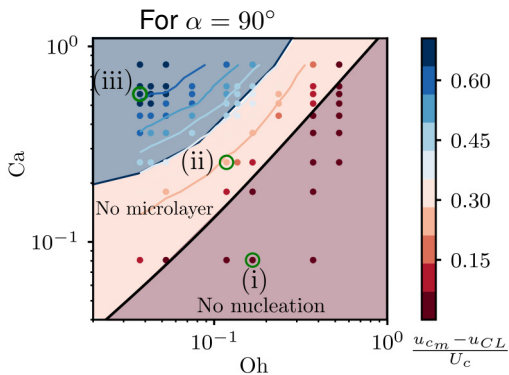 For α = 90°
10⁰
(iii)
0.60
Ca
(ii)
0.45
No microlayer
0.30
10⁻¹
0.15
(i)
No nucleation
10⁻¹
10⁰
Oh
u_{c_m} − u_{CL}
U_c